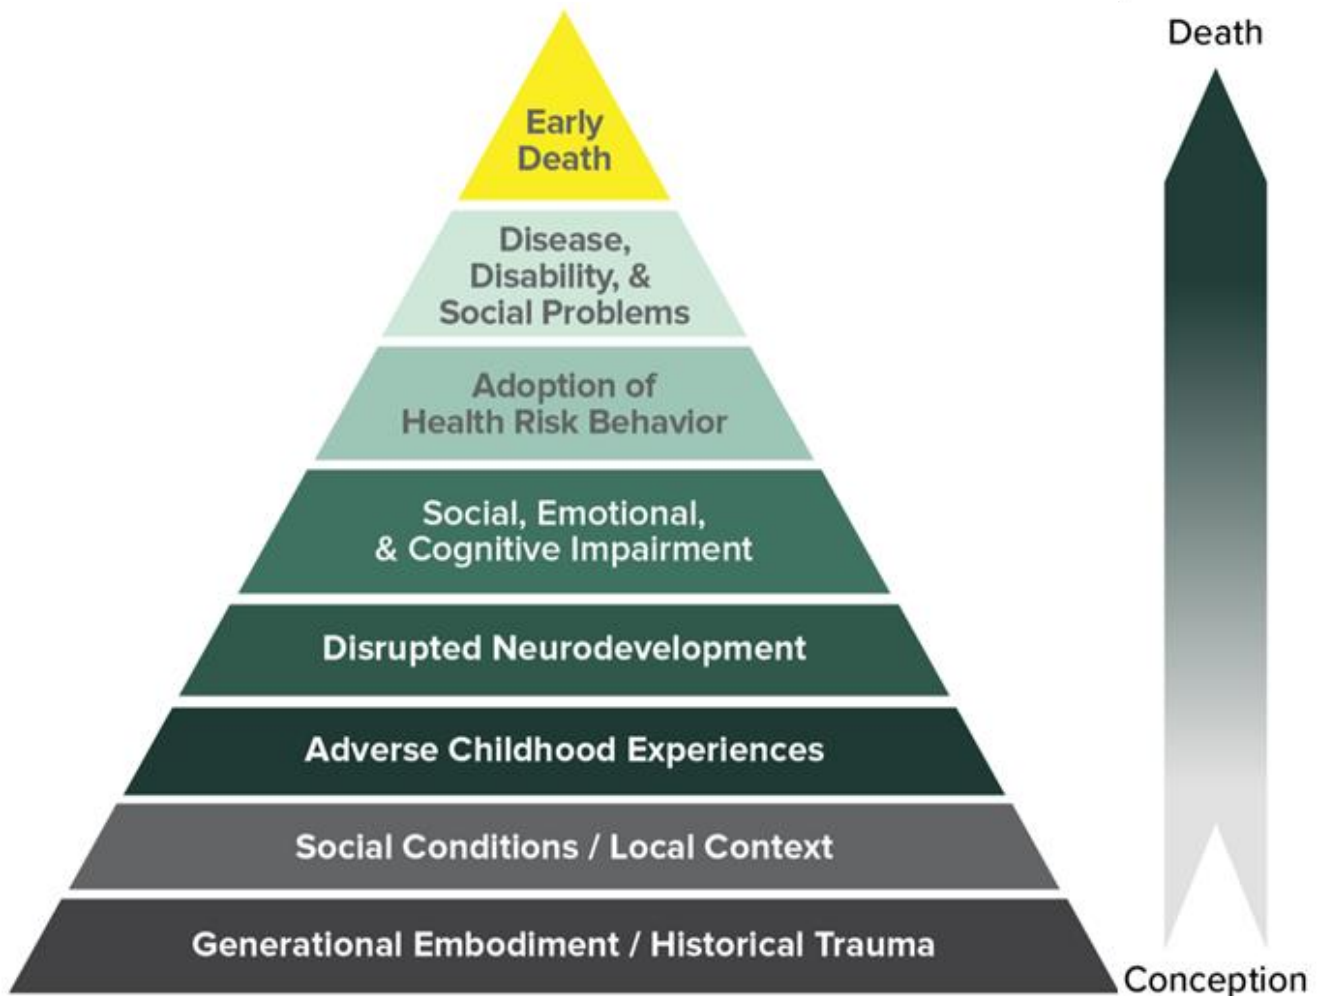 Death
Early
Death
Disease,
Disability, &
Social Problems
Adoption of
Health Risk Behavior
Social, Emotional,
& Cognitive Impairment
Disrupted Neurodevelopment
Adverse Childhood Experiences
Social Conditions / Local Context
Generational Embodiment / Historical Trauma
Conception